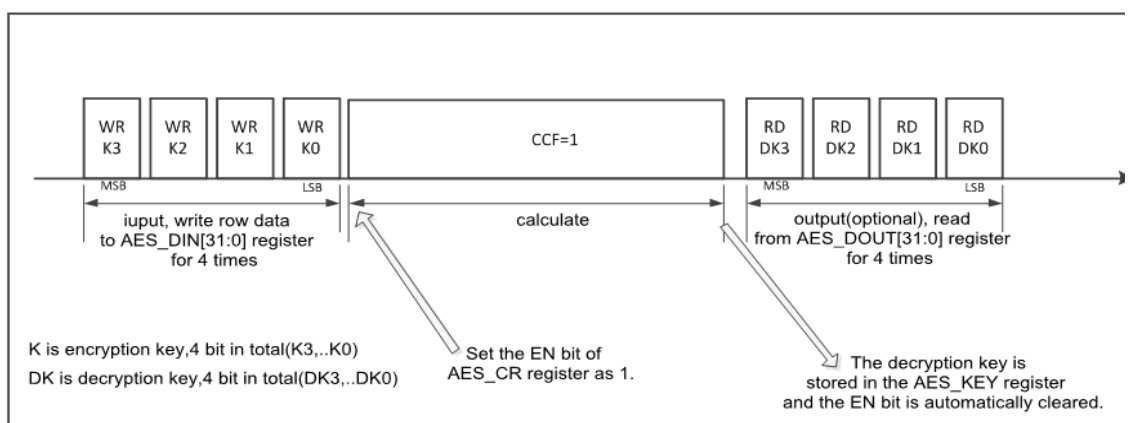 WR
K3
WR
K2
WR
K1
WR
K0
CCF=1
RD
DK3
RD
DK2
RD
DK1
RD
DK0
MSB
LSB
MSB
LSB
iuput, write row data
to AES_DIN[31:0] register
for 4 times
calculate
output(optional), read
from AES_DOUT[31:0] register
for 4 times
K is encryption key,4 bit in total(K3,..K0)
DK is decryption key,4 bit in total(DK3,..DK0)
Set the EN bit of
AES_CR register as 1.
The decryption key is
stored in the AES_KEY register
and the EN bit is automatically cleared.